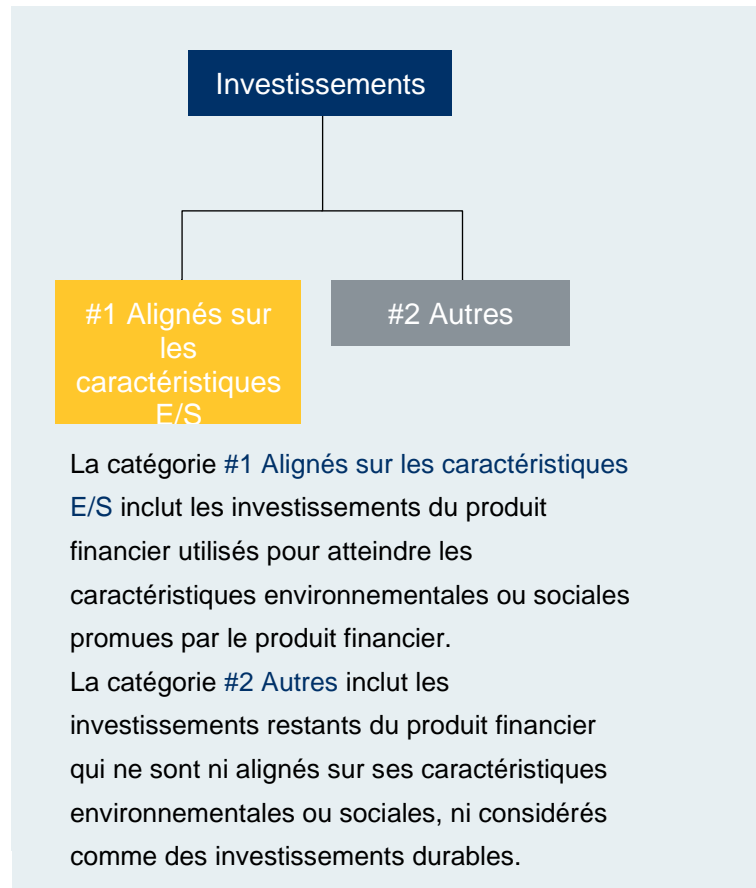 Investissements
#1 Alignés sur
les
caractéristiques
E/S
#2 Autres
La catégorie #1 Alignés sur les caractéristiques
E/S inclut les investissements du produit
financier utilisés pour atteindre les
caractéristiques environnementales ou sociales
promues par le produit financier.
La catégorie #2 Autres inclut les
investissements restants du produit financier
qui ne sont ni alignés sur ses caractéristiques
environnementales ou sociales, ni considérés
comme des investissements durables.